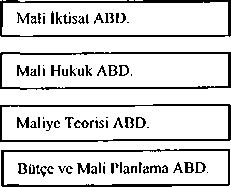 Mali İktisat ABD.
Mali Hukuk ABD.
Maliye Teorisi ABD.
Bütçe ve Mali Planlama ABD.